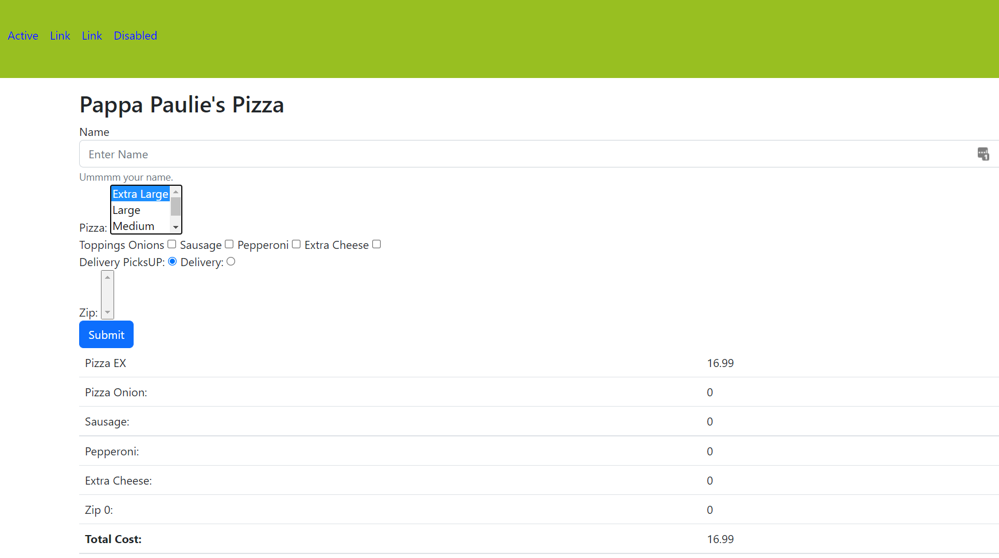 Active Link Link Disabled
Pappa Paulie's Pizza
Name
Enter Name
1
Ummmm your name.
Extra Large
Large
Medium
Pizza:
Toppings Onions Sausage Pepperoni Extra Cheese
Delivery PicksUP: Delivery:
Zip:
Submit
Pizza EX 16.99
Pizza Onion: 0
Sausage: 0
Pepperoni: 0
Extra Cheese: 0
Zip 0: 0
Total Cost: 16.99